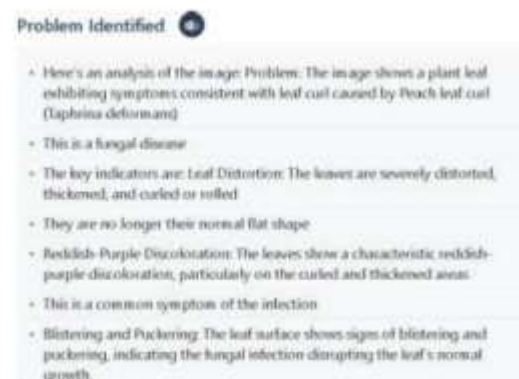 Problem Identified
• Here's an analysis of the image: Problem: The image shows a plant leaf
exhibiting symptoms consistent with leaf curl caused by Peach leaf curl
(Taphrina deformans)
• This is a fungal disease
• The key indicators are: Leaf Distortion: The leaves are severely distorted,
thickened, and curled or rolled
• They are no longer their normal flat shape
• Reddish-Purple Discoloration: The leaves show a characteristic reddish-
purple discoloration, particularly on the curled and thickened areas
• This is a common symptom of the infection
• Blistering and Puckering: The leaf surface shows signs of blistering and
puckering, indicating the fungal infection disrupting the leaf's normal
growth